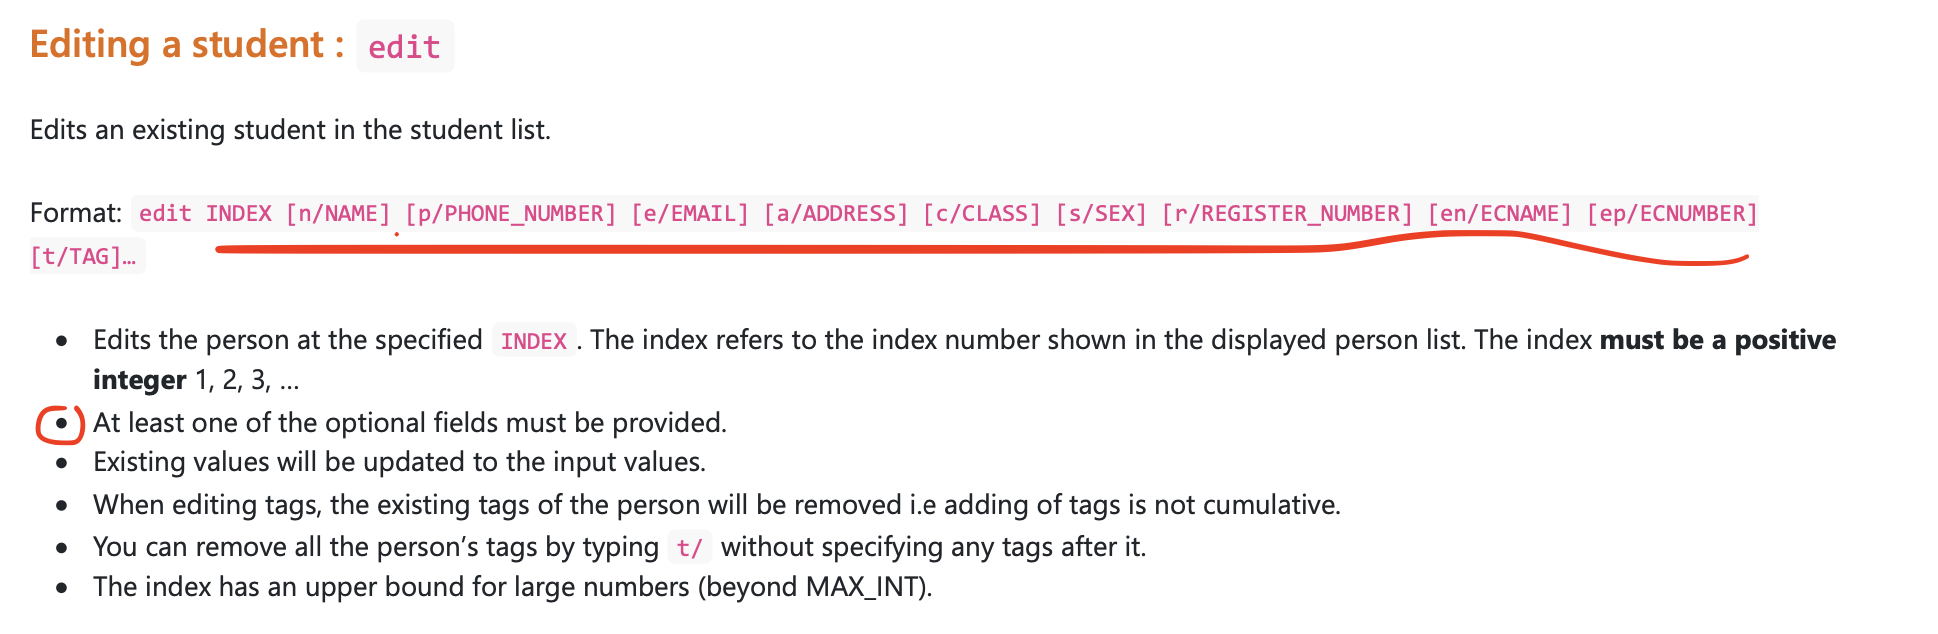 Editing a student : edit
Edits an existing student in the student list.
Format: edit INDEX [n/NAME] [p/PHONE_NUMBER] [e/EMAIL] [a/ADDRESS] [c/CLASS] [s/SEX] [r/REGISTER_NUMBER] [en/ECNAME] [ep/ECNUMBER]
[t/TAG]…
• Edits the person at the specified INDEX. The index refers to the index number shown in the displayed person list. The index must be a positive
integer 1, 2, 3, …
• At least one of the optional fields must be provided.
• Existing values will be updated to the input values.
• When editing tags, the existing tags of the person will be removed i.e adding of tags is not cumulative.
• You can remove all the person’s tags by typing t/ without specifying any tags after it.
• The index has an upper bound for large numbers (beyond MAX_INT).